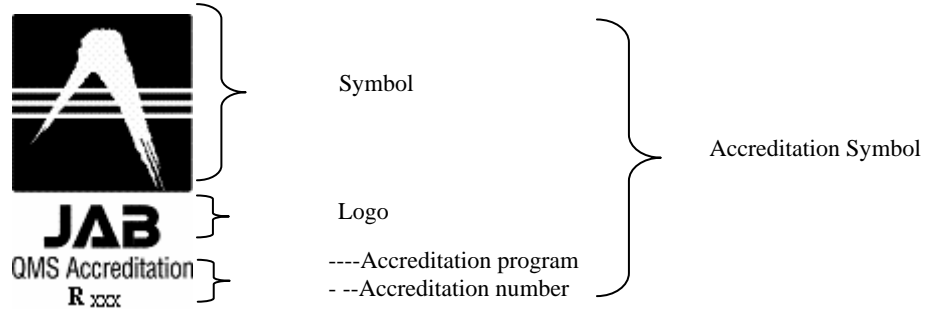 Symbol
Accreditation Symbol
JAB
Logo
QMS Accreditation
----Accreditation program
R xxx
- --Accreditation number